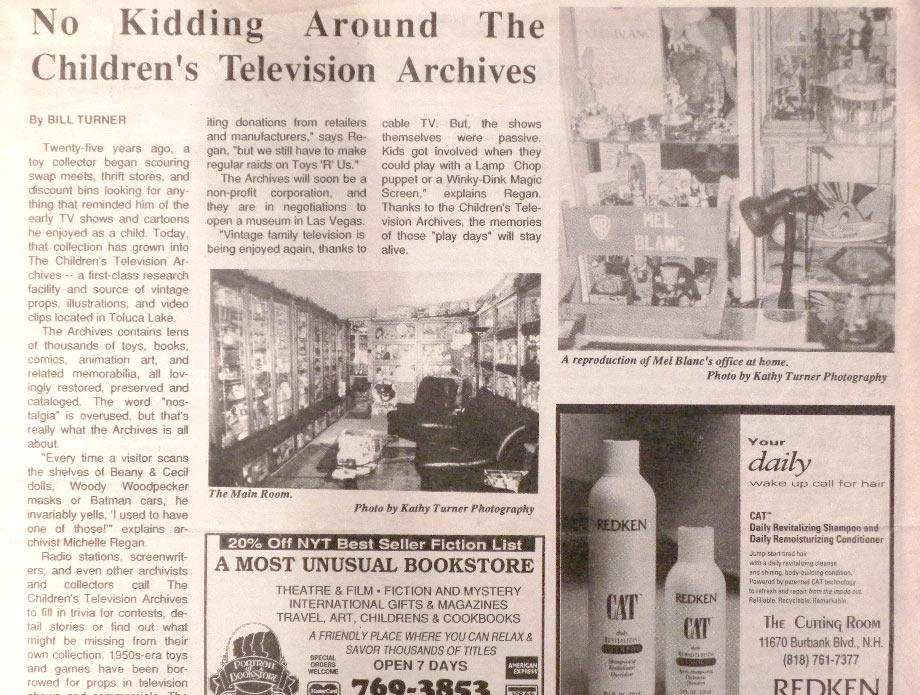 No Kidding Around The
Children's Television Archives
By BILL TURNER
Twenty-five years ago, a
toy collector began scouring
swap meets, thrift stores, and
discount bins looking for any-
thing that reminded him of the
early TV shows and cartoons
he enjoyed as a child. Today,
that collection has grown into
The Children's Television Ar-
chives -- a first-class research
facility and source of vintage
props, illustrations, and video
clips located in Toluca Lake.
The Archives contains tens
of thousands of toys, books,
comics, animation art, and
related memorabilia, all lov-
ingly restored, preserved and
cataloged. The word "nos-
talgia" is overused, but that's
really what the Archives is all
about.
"Every time a visitor scans
the shelves of Beany & Cecil
dolls, Woody Woodpecker
masks or Batman cars, he
invariably yells, 'I used to have
one of those!'" explains ar-
chivist Michelle Regan.
Radio stations, screenwrit-
ers, and even other archivists
and collectors call The
Children's Television Archives
to fill in trivia for contests, de-
tail stories or find out what
might be missing from their
own collection. 1950s-era toys
and games have been bor-
rowed for props in television
shows and commercials. The
iting donations from retailers
and manufacturers," says Re-
gan, "but we still have to make
regular raids on Toys 'R' Us."
The Archives will soon be a
non-profit corporation, and
they are in negotiations to
open a museum in Las Vegas.
"Vintage family television is
being enjoyed again, thanks to
cable TV. But, the shows
themselves were passive.
Kids got involved when they
could play with a Lamp Chop
puppet or a Winky-Dink Magic
Screen," explains Regan.
Thanks to the Children's Tele-
vision Archives, the memories
of those "play days" will stay
alive.
The Main Room.
Photo by Kathy Turner Photography
BLANC
MEL
BLANC
A reproduction of Mel Blanc's office at home.
Photo by Kathy Turner Photography
20% Off NYT Best Seller Fiction List
A MOST UNUSUAL BOOKSTORE
THEATRE & FILM • FICTION AND MYSTERY
INTERNATIONAL GIFTS & MAGAZINES
TRAVEL, ART, CHILDRENS & COOKBOOKS
A FRIENDLY PLACE WHERE YOU CAN RELAX &
SAVOR THOUSANDS OF TITLES
OPEN 7 DAYS
PORTRAIT
OF A
BOOKSTORE
SPECIAL
ORDERS
WELCOME
MasterCard
769-3853
AMERICAN
EXPRESS
REDKEN
CAT
daily
REDKEN
CAT
daily
Your
daily
wake up call for hair
CAT™
Daily Revitalizing Shampoo and
Daily Remoisturizing Conditioner
Jump start tired hair
with a daily revitalizing cleanse
and shining, body-building condition.
Powered by patented CAT technology
to refresh and repair from the inside out.
Refillable. Recyclable. Remarkable.
THE CUTTING ROOM
11670 Burbank Blvd., N.H.
(818) 761-7377
REDKEN